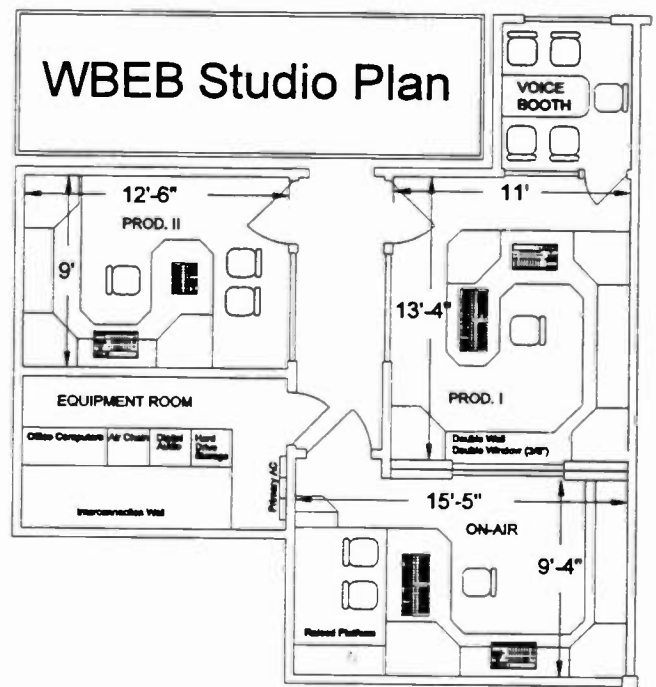 WBEB Studio Plan
VOICE
BOOTH
12'-6"
PROD. II
9'
11'
13'-4"
PROD. I
Double Wall
Double Window (3/8")
EQUIPMENT ROOM
Office Computers
Air Chain
Digital
Audio
Hard
Drive
Storage
Interconnection Wall
Primary AC
15'-5"
ON-AIR
9'-4"
Raised Platform